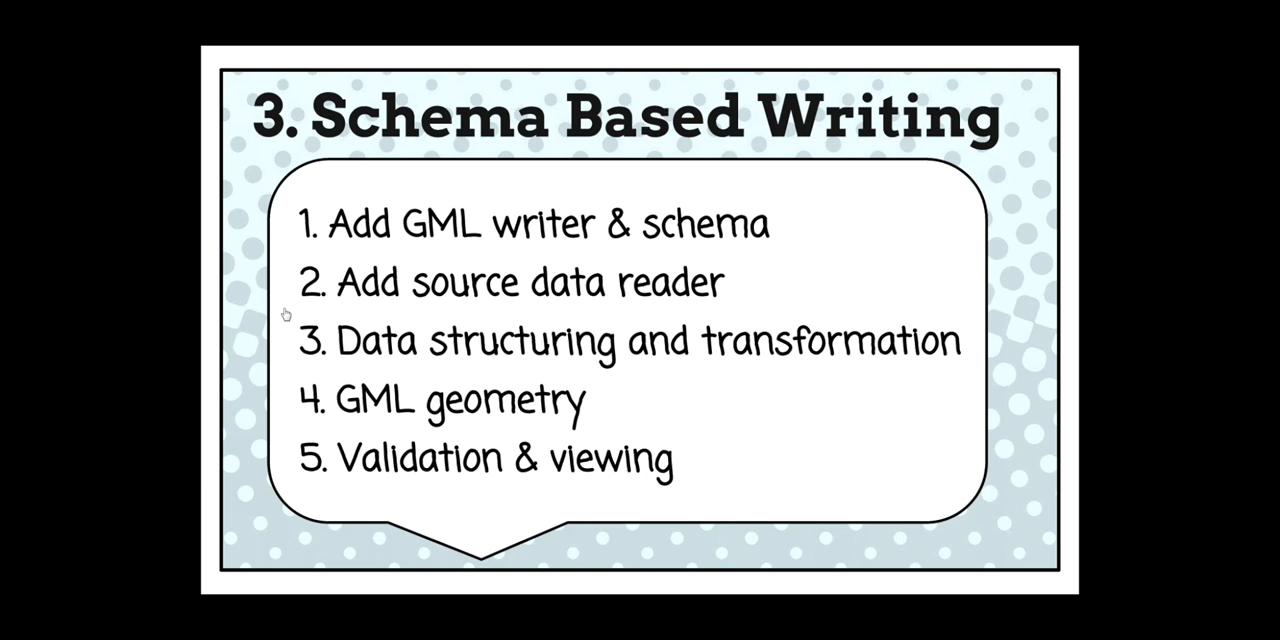 3. Schema Based Writing
1. Add GML writer & schema
2. Add source data reader
3. Data structuring and transformation
4. GML geometry
5. Validation & viewing